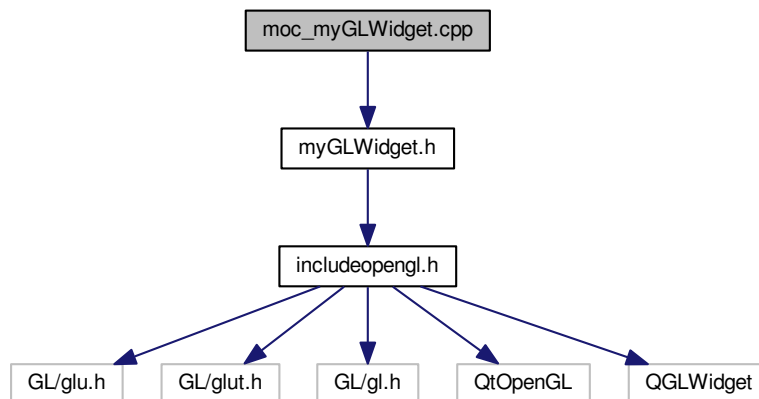 moc_myGLWidget.cpp
myGLWidget.h
includeopengl.h
GL/glu.h GL/glut.h GL/gl.h QtOpenGL QGLWidget